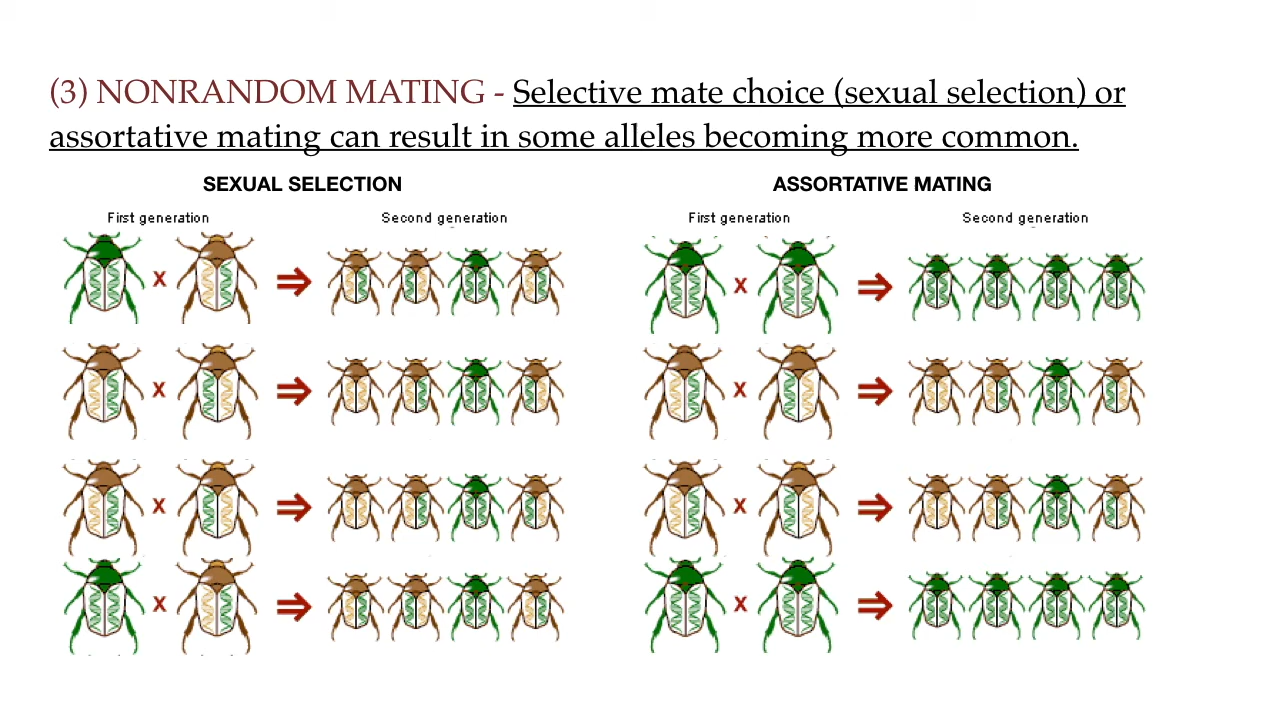 (3) NONRANDOM MATING - Selective mate choice (sexual selection) or
assortative mating can result in some alleles becoming more common.
SEXUAL SELECTION
First generation
Second generation
x
x
x
x
ASSORTATIVE MATING
First generation
Second generation
x
x
x
x